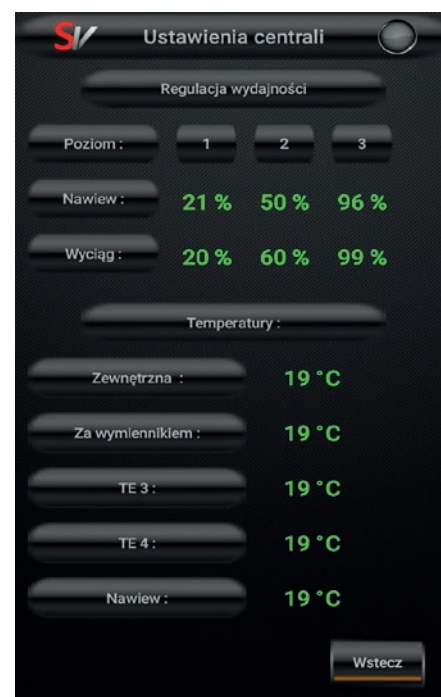 SV Ustawienia centrali
Regulacja wydajności
Poziom : 1 2 3
Nawiew : 21 % 50 % 96 %
Wyciąg : 20 % 60 % 99 %
Temperatury :
Zewnętrzna : 19 °C
Za wymiennikiem : 19 °C
TE 3 : 19 °C
TE 4 : 19 °C
Nawiew : 19 °C
Wstecz